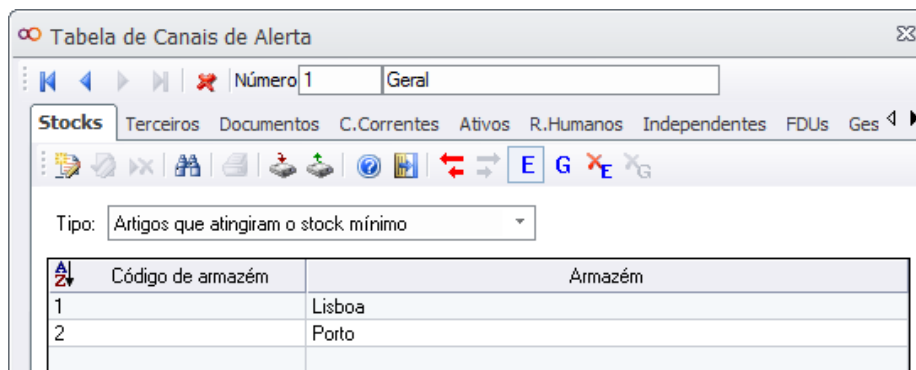 Tabela de Canais de Alerta
Número 1 Geral
Stocks Terceiros Documentos C.Correntes Ativos R.Humanos Independentes FDUs Ges
E G E G
Tipo: Artigos que atingiram o stock mínimo
AZ Código de armazém Armazém
1 Lisboa
2 Porto